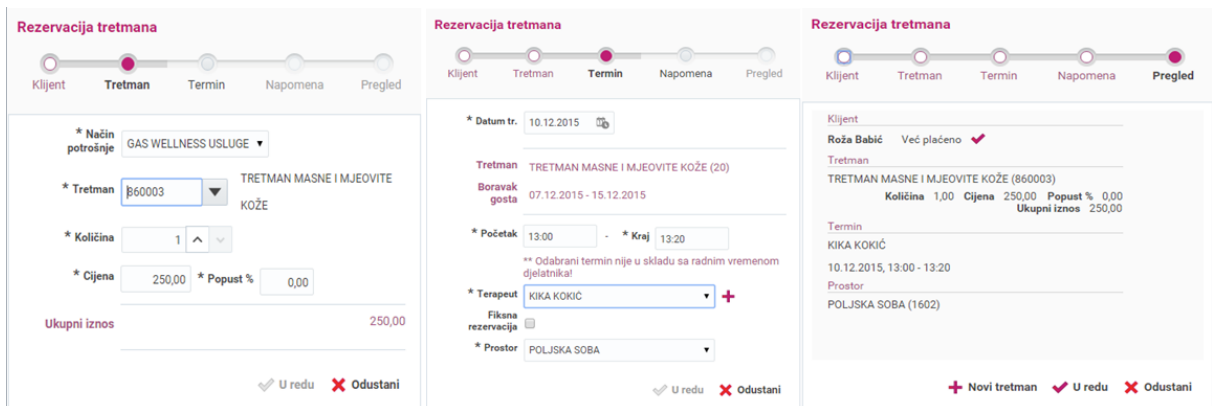 Rezervacija tretmana
Klijent Tretman Termin Napomena Pregled
* Način potrošnje GAS WELLNESS USLUGE
* Tretman 860003 TRETMAN MASNE I MJEOVITE
KOŽE
* Količina 1
* Cijena 250,00 * Popust % 0,00
Ukupni iznos 250,00
U redu Odustani
Rezervacija tretmana
Klijent Tretman Termin Napomena Pregled
* Datum tr. 10.12.2015
Tretman TRETMAN MASNE I MJEOVITE KOŽE (20)
Boravak gosta 07.12.2015 - 15.12.2015
* Početak 13:00 - * Kraj 13:20
** Odabrani termin nije u skladu sa radnim vremenom
djelatnika!
* Terapeut KIKA KOKIĆ
Fiksna rezervacija
* Prostor POLJSKA SOBA
U redu Odustani
Rezervacija tretmana
Klijent Tretman Termin Napomena Pregled
Klijent
Roža Babić Već plaćeno
Tretman
TRETMAN MASNE I MJEOVITE KOŽE (860003)
Količina 1,00 Cijena 250,00 Popust % 0,00
Ukupni iznos 250,00
Termin
KIKA KOKIĆ
10.12.2015, 13:00 - 13:20
Prostor
POLJSKA SOBA (1602)
Novi tretman U redu Odustani